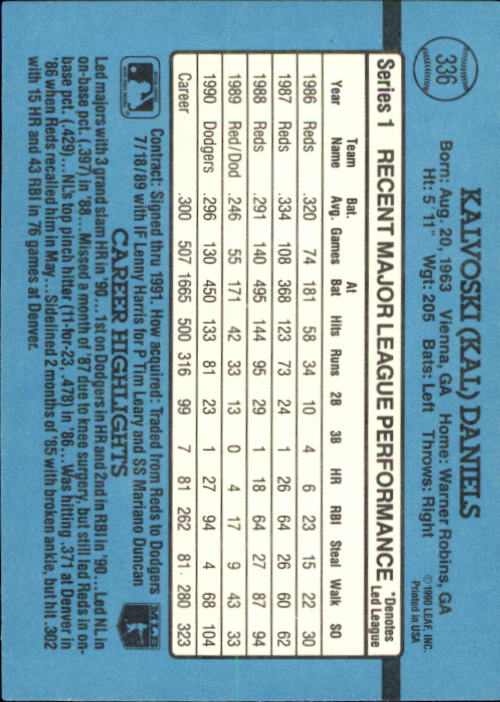 336
KALVOSKI (KAL) DANIELS
Born: Aug. 20, 1963 Vienna, GA Home: Warner Robins, GA
Ht: 5' 11" Wgt: 205 Bats: Left Throws: Right
© 1990 LEAF, INC.
Printed in USA
Series 1 RECENT MAJOR LEAGUE PERFORMANCE *Denotes Led League
Year Team Name Bat. Avg. Games At Bat Hits Runs 2B 3B HR RBI Steal Walk SO
1986 Reds .320 74 181 58 34 10 4 6 23 15 22 30
1987 Reds .334 108 368 123 73 24 1 26 64 26 60 62
1988 Reds .291 140 495 144 95 29 1 18 64 27 87 94
1989 Red/Dod .246 55 171 42 33 13 0 4 17 9 43 33
1990 Dodgers .296 130 450 133 81 23 1 27 94 4 68 104
Career .300 507 1665 500 316 99 7 81 262 81 280 323
Contract: Signed thru 1991. How acquired: Traded from Reds to Dodgers
7/18/89 with IF Lenny Harris for P Tim Leary and SS Mariano Duncan
CAREER HIGHLIGHTS
MLB
Led majors with 3 grand slam HR in '90...1st on Dodgers in HR and 2nd in RBI in '90...Led NL in
on-base pct. (.397) in '88...Missed a month of '87 due to knee surgery, but still led Reds in on-
base pct. (.429)...NL's top pinch hitter (11-for-23, .478) in '86...Was hitting .371 at Denver in
'86 when Reds recalled him in May...Sidelined 2 months of '85 with broken ankle, but hit .302
with 15 HR and 43 RBI in 76 games at Denver.